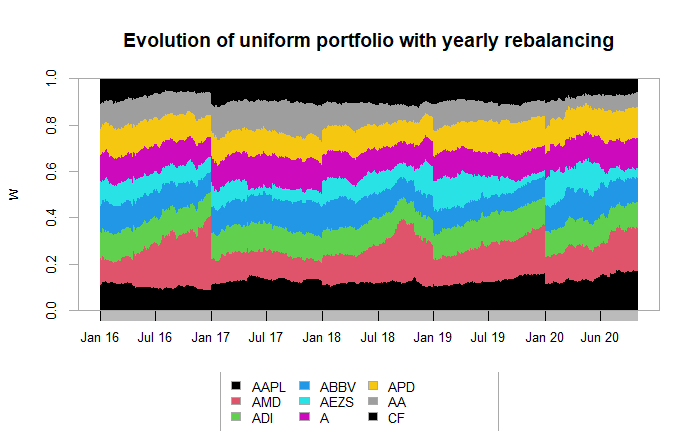 Evolution of uniform portfolio with yearly rebalancing
1.0
0.8
0.6
0.4
0.2
0.0
w
Jan 16 Jul 16 Jan 17 Jul 17 Jan 18 Jul 18 Jan 19 Jul 19 Jan 20 Jun 20
AAPL ABBV APD
AMD AEZS AA
ADI A CF